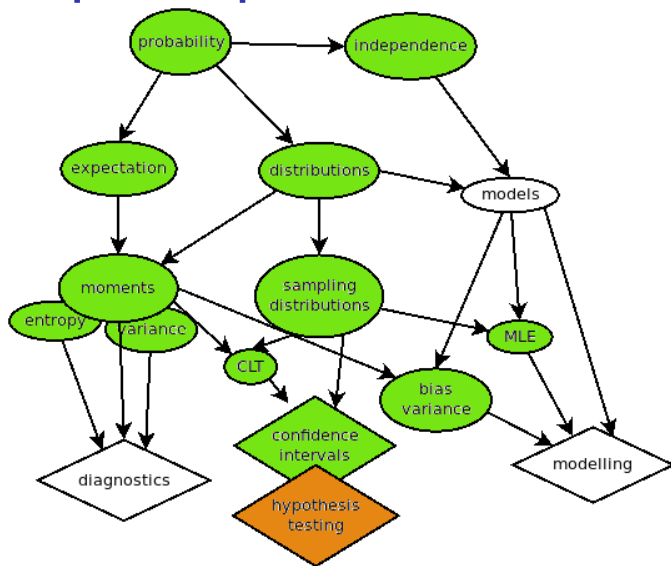 probability
independence
expectation
distributions
models
moments
sampling
distributions
entropy
variance
CLT
MLE
bias
variance
confidence
intervals
modelling
diagnostics
hypothesis
testing